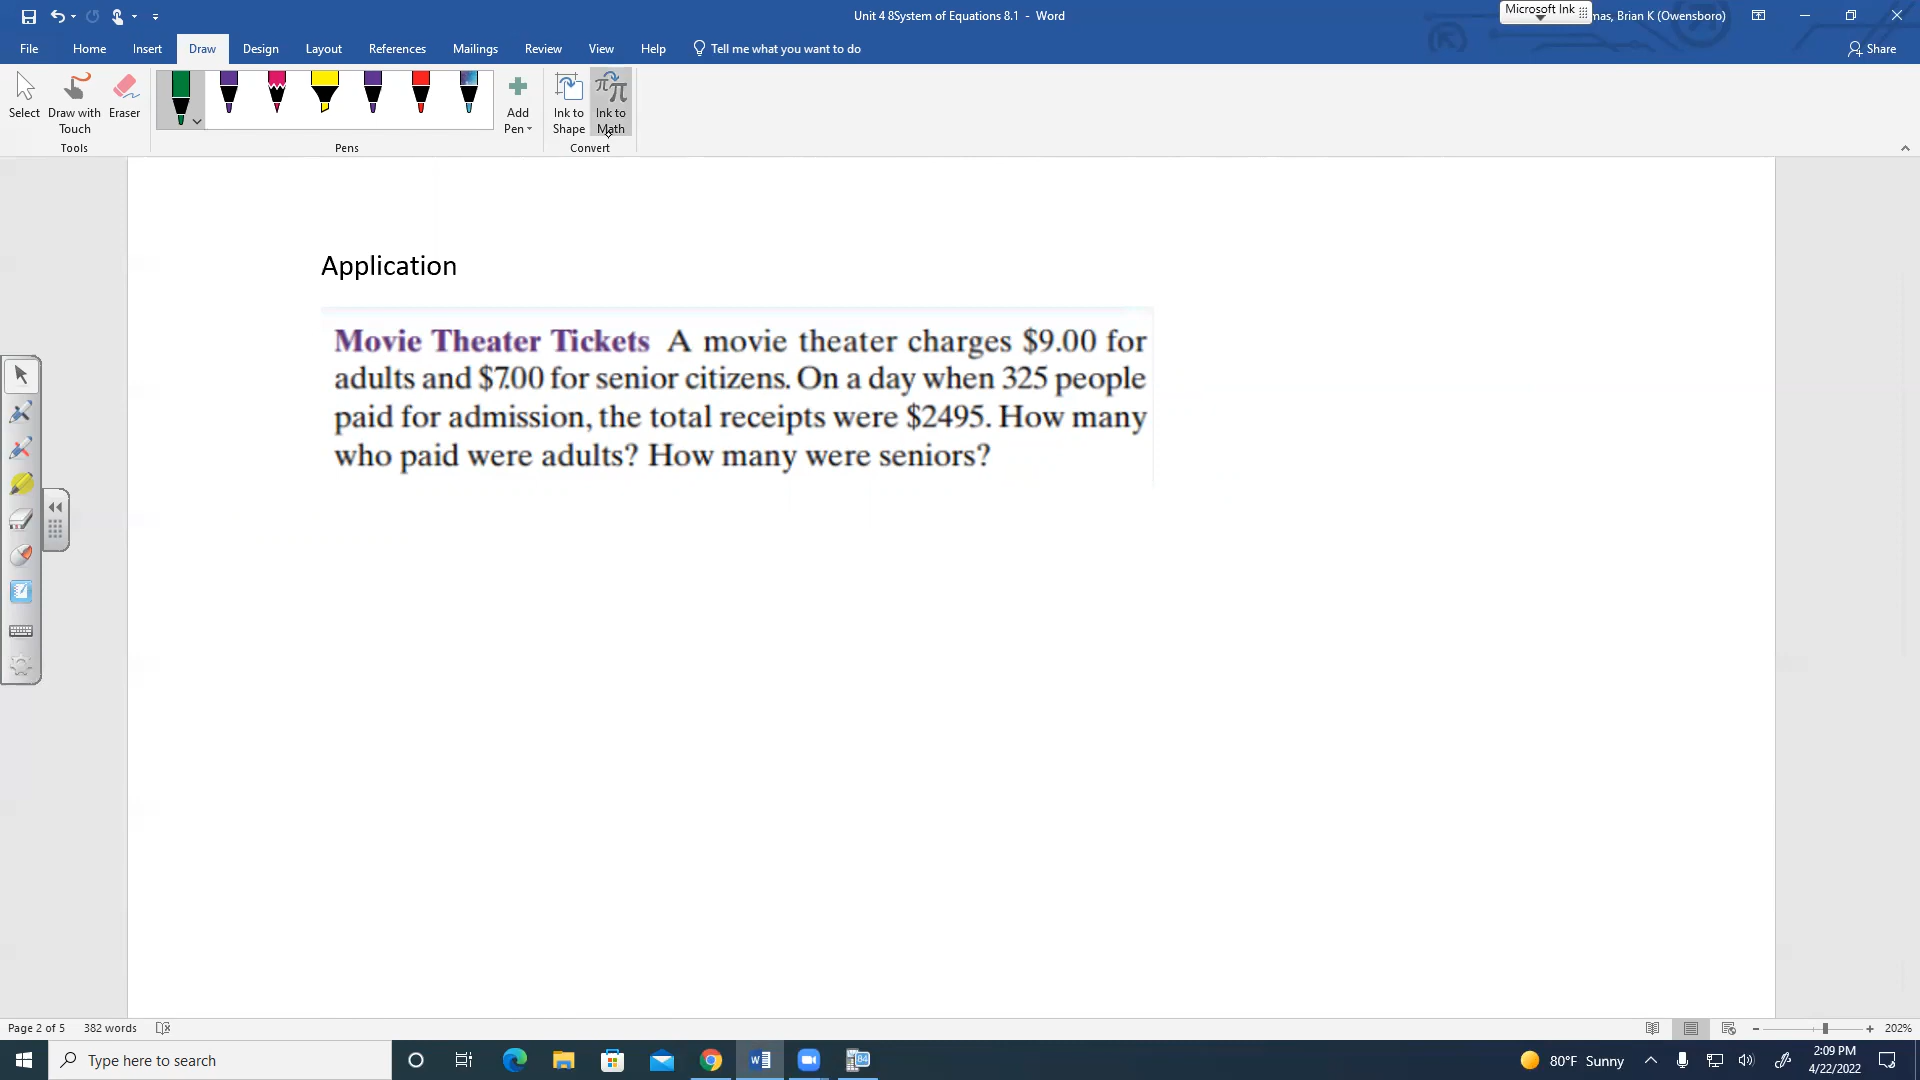 Unit 4 8System of Equations 8.1 - Word
Microsoft Ink
mas, Brian K (Owensboro)
File Home Insert Draw Design Layout References Mailings Review View Help Tell me what you want to do
Share
Select
Draw with Touch
Eraser
Add Pen
Ink to Shape
Ink to Math
Tools
Pens
Convert
Application
Movie Theater Tickets A movie theater charges $9.00 for
adults and $7.00 for senior citizens. On a day when 325 people
paid for admission, the total receipts were $2495. How many
who paid were adults? How many were seniors?
Page 2 of 5 382 words
202%
Type here to search
84
80°F Sunny
2:09 PM
4/22/2022